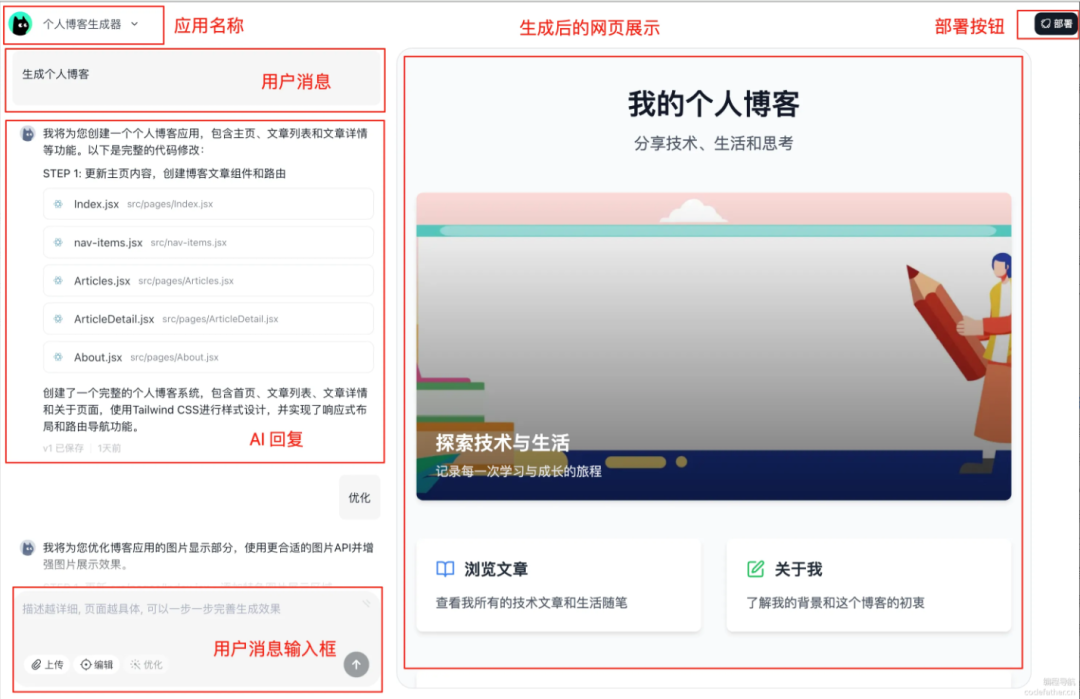 个人博客生成器
应用名称
生成后的网页展示
部署按钮
部署
生成个人博客
用户消息
我将为您创建一个个人博客应用，包含主页、文章列表和文章详情
等功能。以下是完整的代码修改：
STEP 1: 更新主页内容，创建博客文章组件和路由
Index.jsx src/pages/Index.jsx
nav-items.jsx src/nav-items.jsx
Articles.jsx src/pages/Articles.jsx
ArticleDetail.jsx src/pages/ArticleDetail.jsx
About.jsx src/pages/About.jsx
创建了一个完整的个人博客系统，包含首页、文章列表、文章详情
和关于页面，使用Tailwind CSS进行样式设计，并实现了响应式布
局和路由导航功能。
AI 回复
v1 已保存 | 1天前
优化
我将为您优化博客应用的图片显示部分，使用更合适的图片API并增
强图片展示效果。
描述越详细, 页面越具体, 可以一步一步完善生成效果
用户消息输入框
上传 编辑 优化
我的个人博客
分享技术、生活和思考
探索技术与生活
记录每一次学习与成长的旅程
浏览文章
查看我所有的技术文章和生活随笔
关于我
了解我的背景和这个博客的初衷
编程导航
codefather.cn